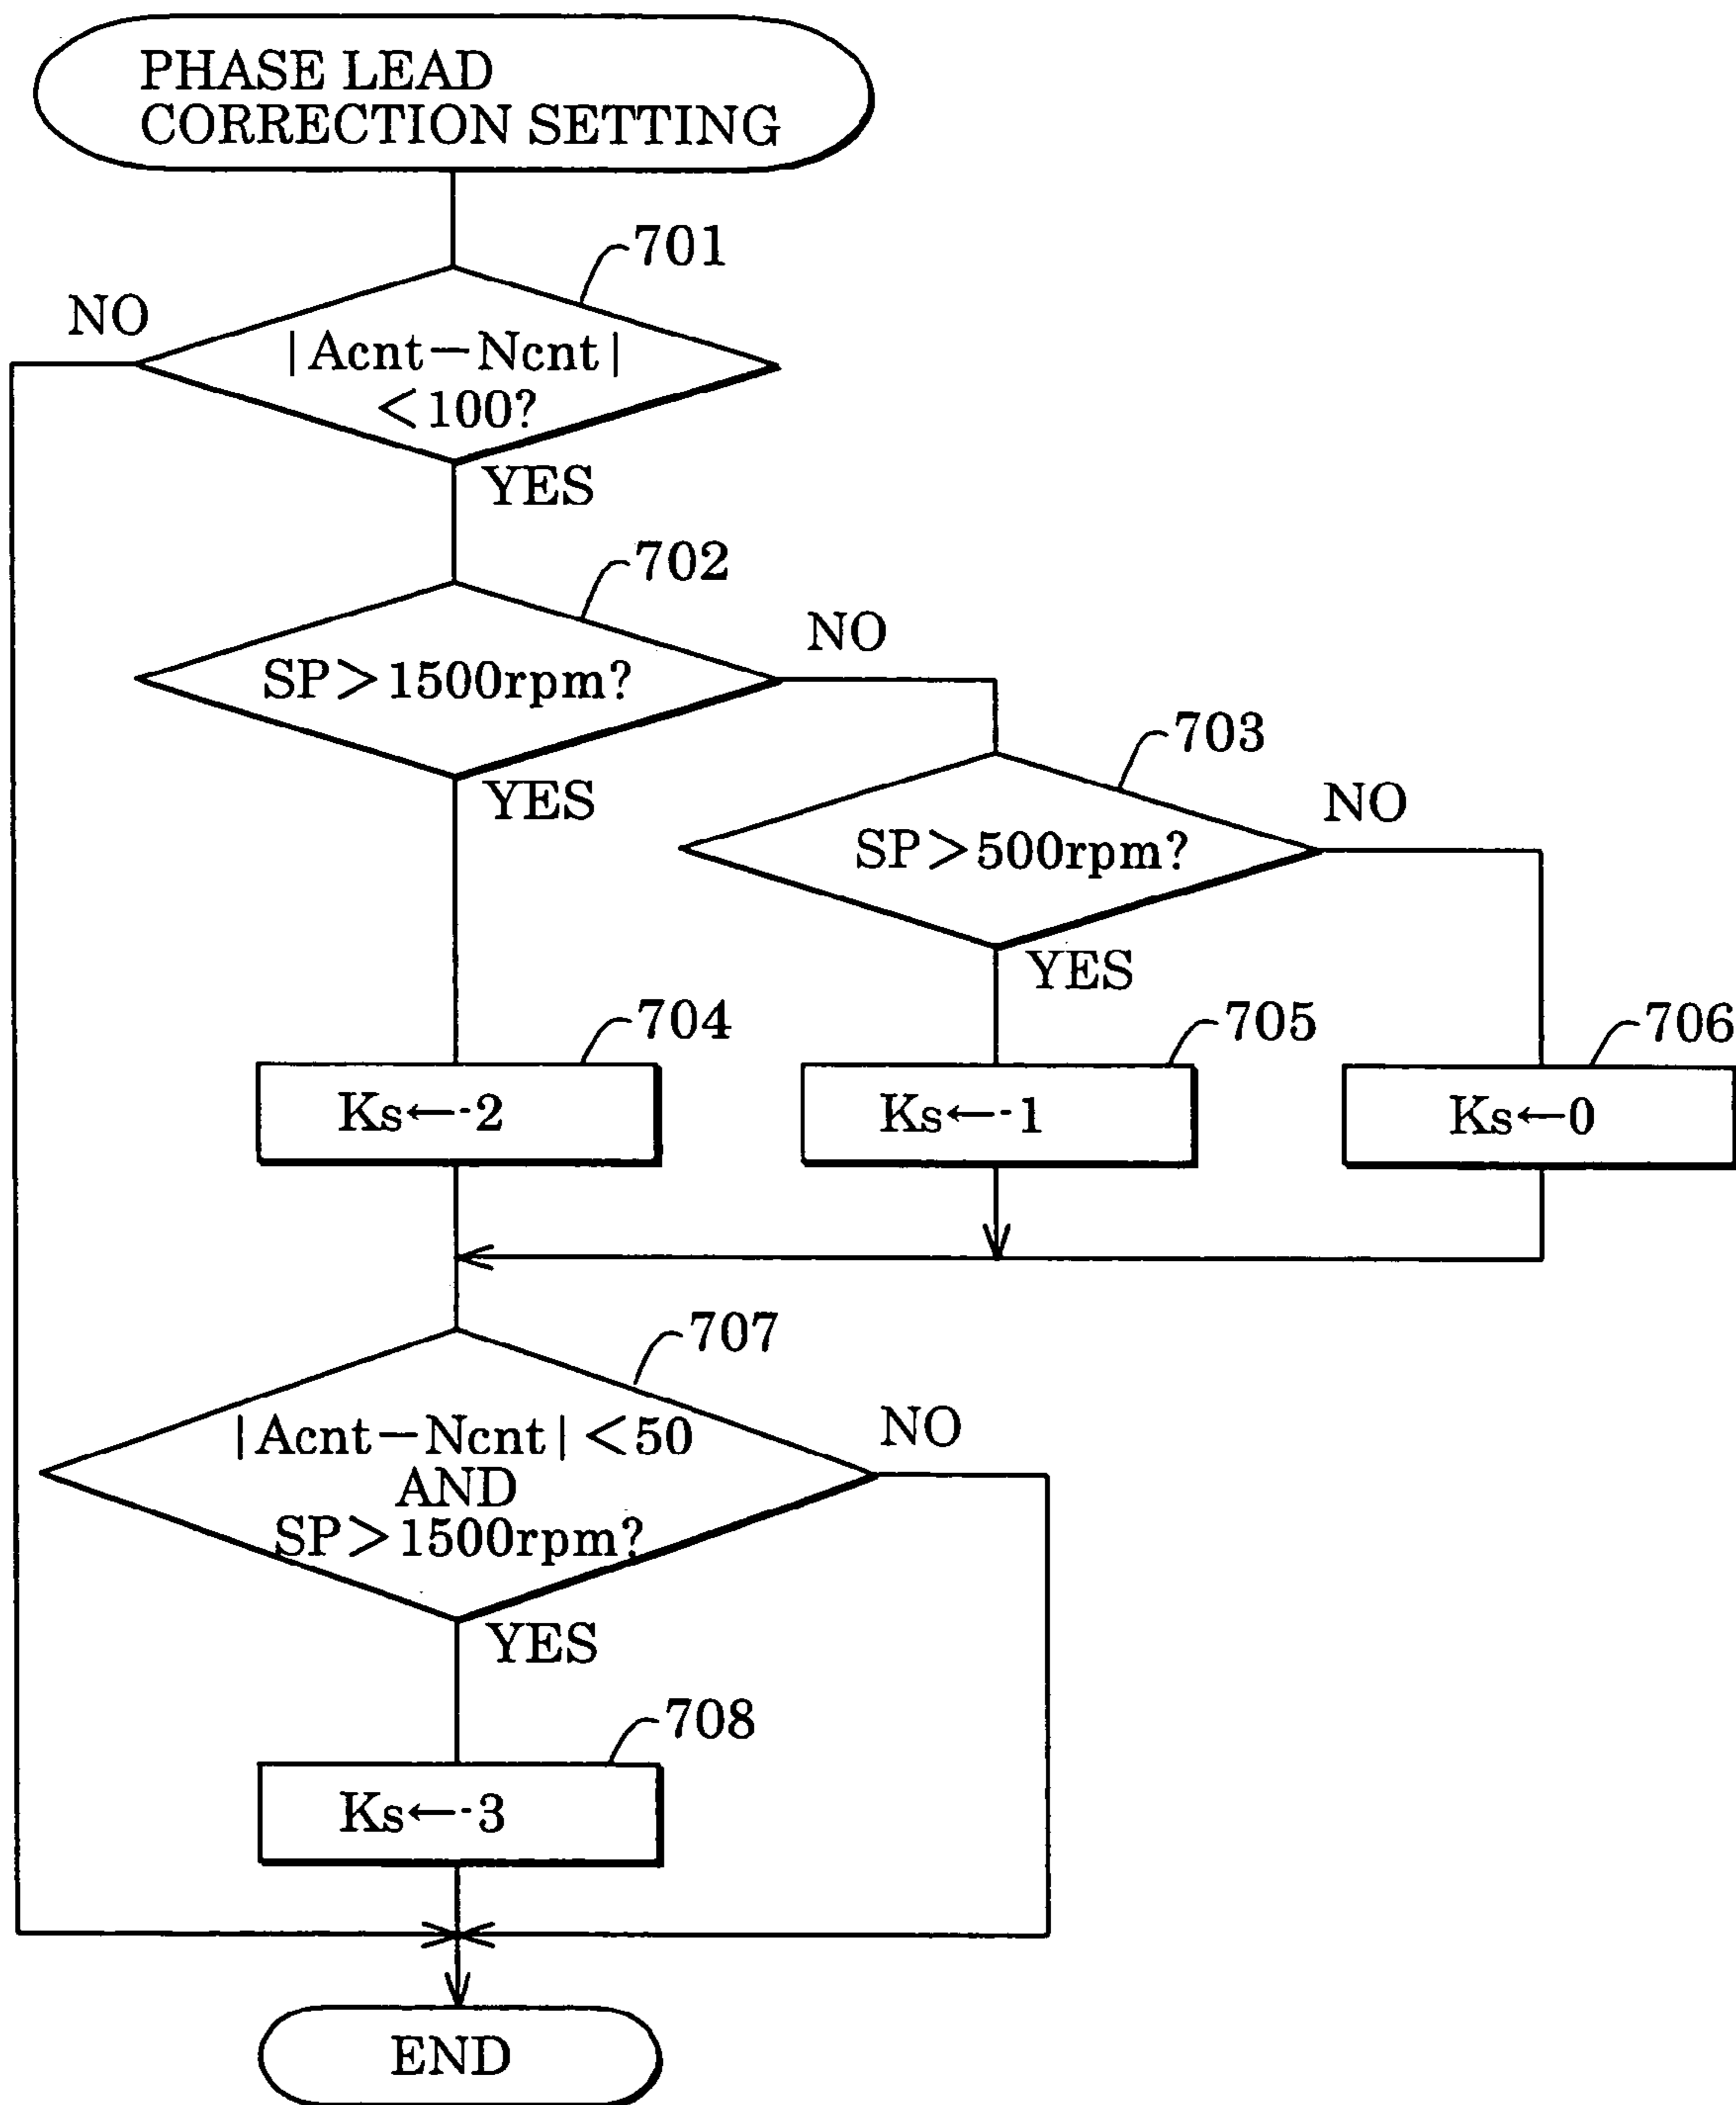 PHASE LEAD
CORRECTION SETTING
701
NO
|Acnt－Ncnt|
＜100?
YES
702
NO
SP＞1500rpm?
703
YES
NO
SP＞500rpm?
YES
704
705
706
Ks←-2
Ks←-1
Ks←0
707
|Acnt－Ncnt|＜50
NO
AND
SP＞1500rpm?
YES
708
Ks←-3
END